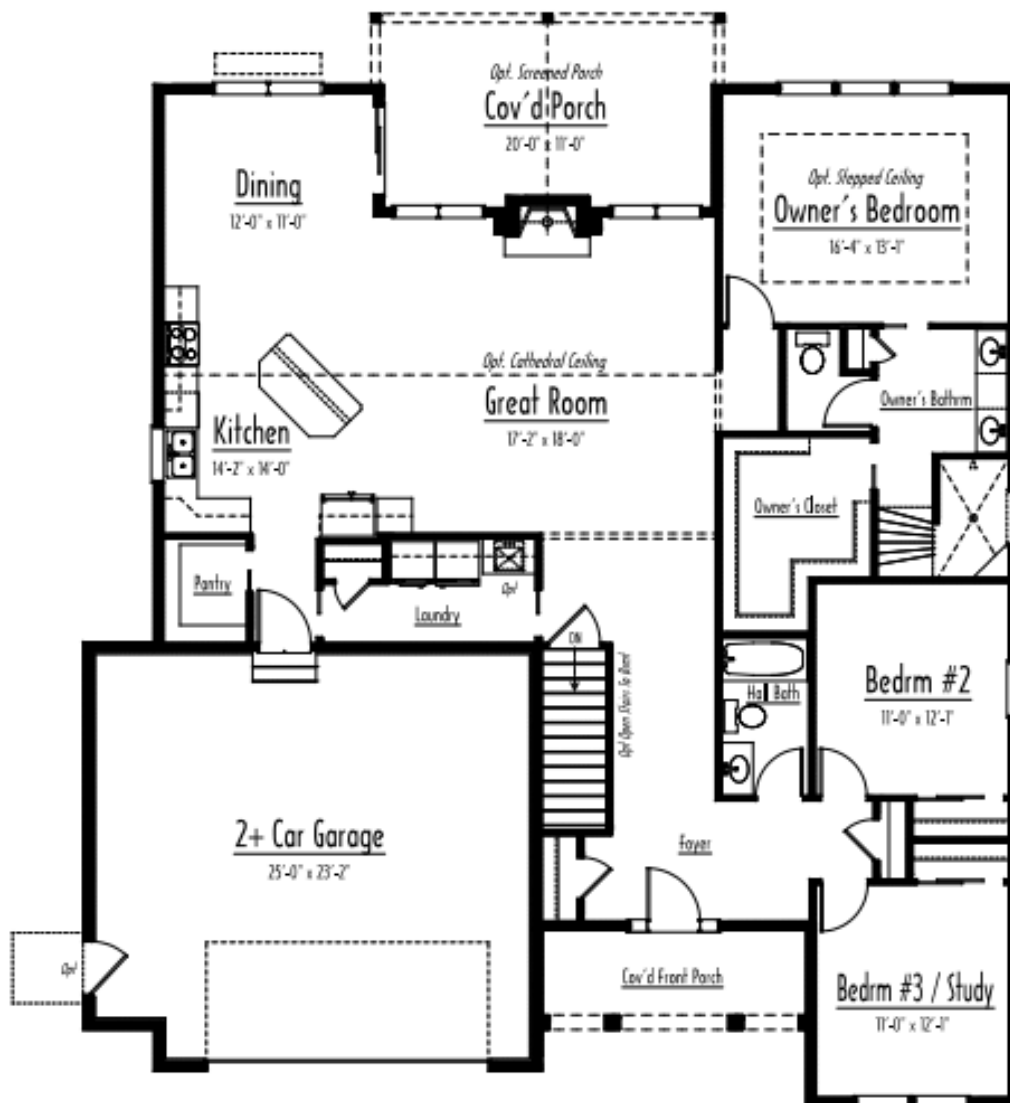 Opt. Screened Porch
Cov'd Porch
20'-0" x 11'-0"
Dining
12'-0" x 11'-0"
Opt. Stepped Ceiling
Owner's Bedroom
16'-4" x 13'-1"
Opt. Cathedral Ceiling
Great Room
17'-2" x 18'-0"
Kitchen
14'-2" x 14'-0"
Owner's Bathrm
Owner's Closet
Pantry
Laundry
Opt
DN
Opt Open Stairs To Bsmt
Hall Bath
Bedrm #2
11'-0" x 12'-1"
2+ Car Garage
25'-0" x 23'-2"
Foyer
Opt
Cov'd Front Porch
Bedrm #3 / Study
11'-0" x 12'-1"